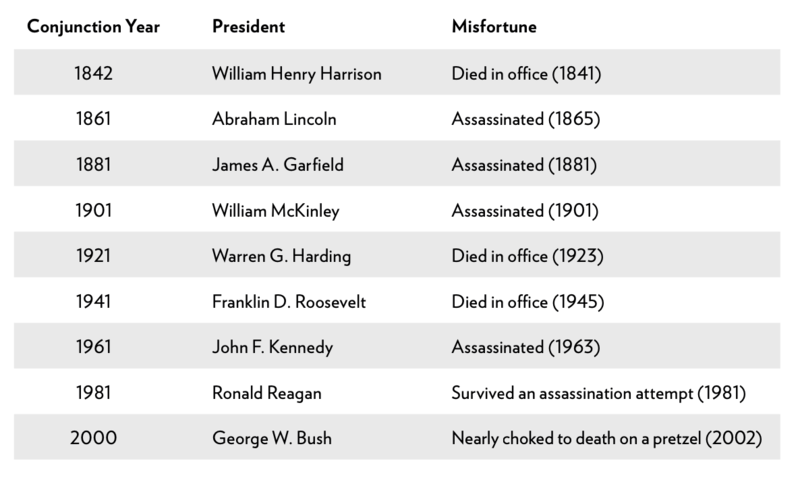 Conjunction Year President Misfortune
1842 William Henry Harrison Died in office (1841)
1861 Abraham Lincoln Assassinated (1865)
1881 James A. Garfield Assassinated (1881)
1901 William McKinley Assassinated (1901)
1921 Warren G. Harding Died in office (1923)
1941 Franklin D. Roosevelt Died in office (1945)
1961 John F. Kennedy Assassinated (1963)
1981 Ronald Reagan Survived an assassination attempt (1981)
2000 George W. Bush Nearly choked to death on a pretzel (2002)